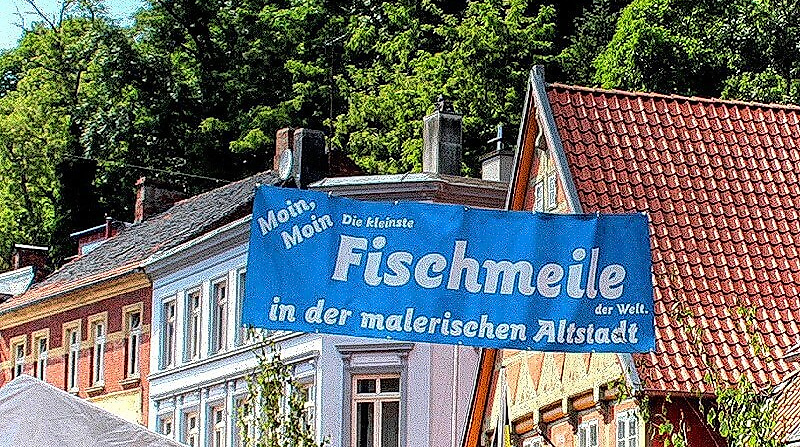 Moin,
Moin
Die kleinste
Fischmeile
der Welt.
in der malerischen Altstadt